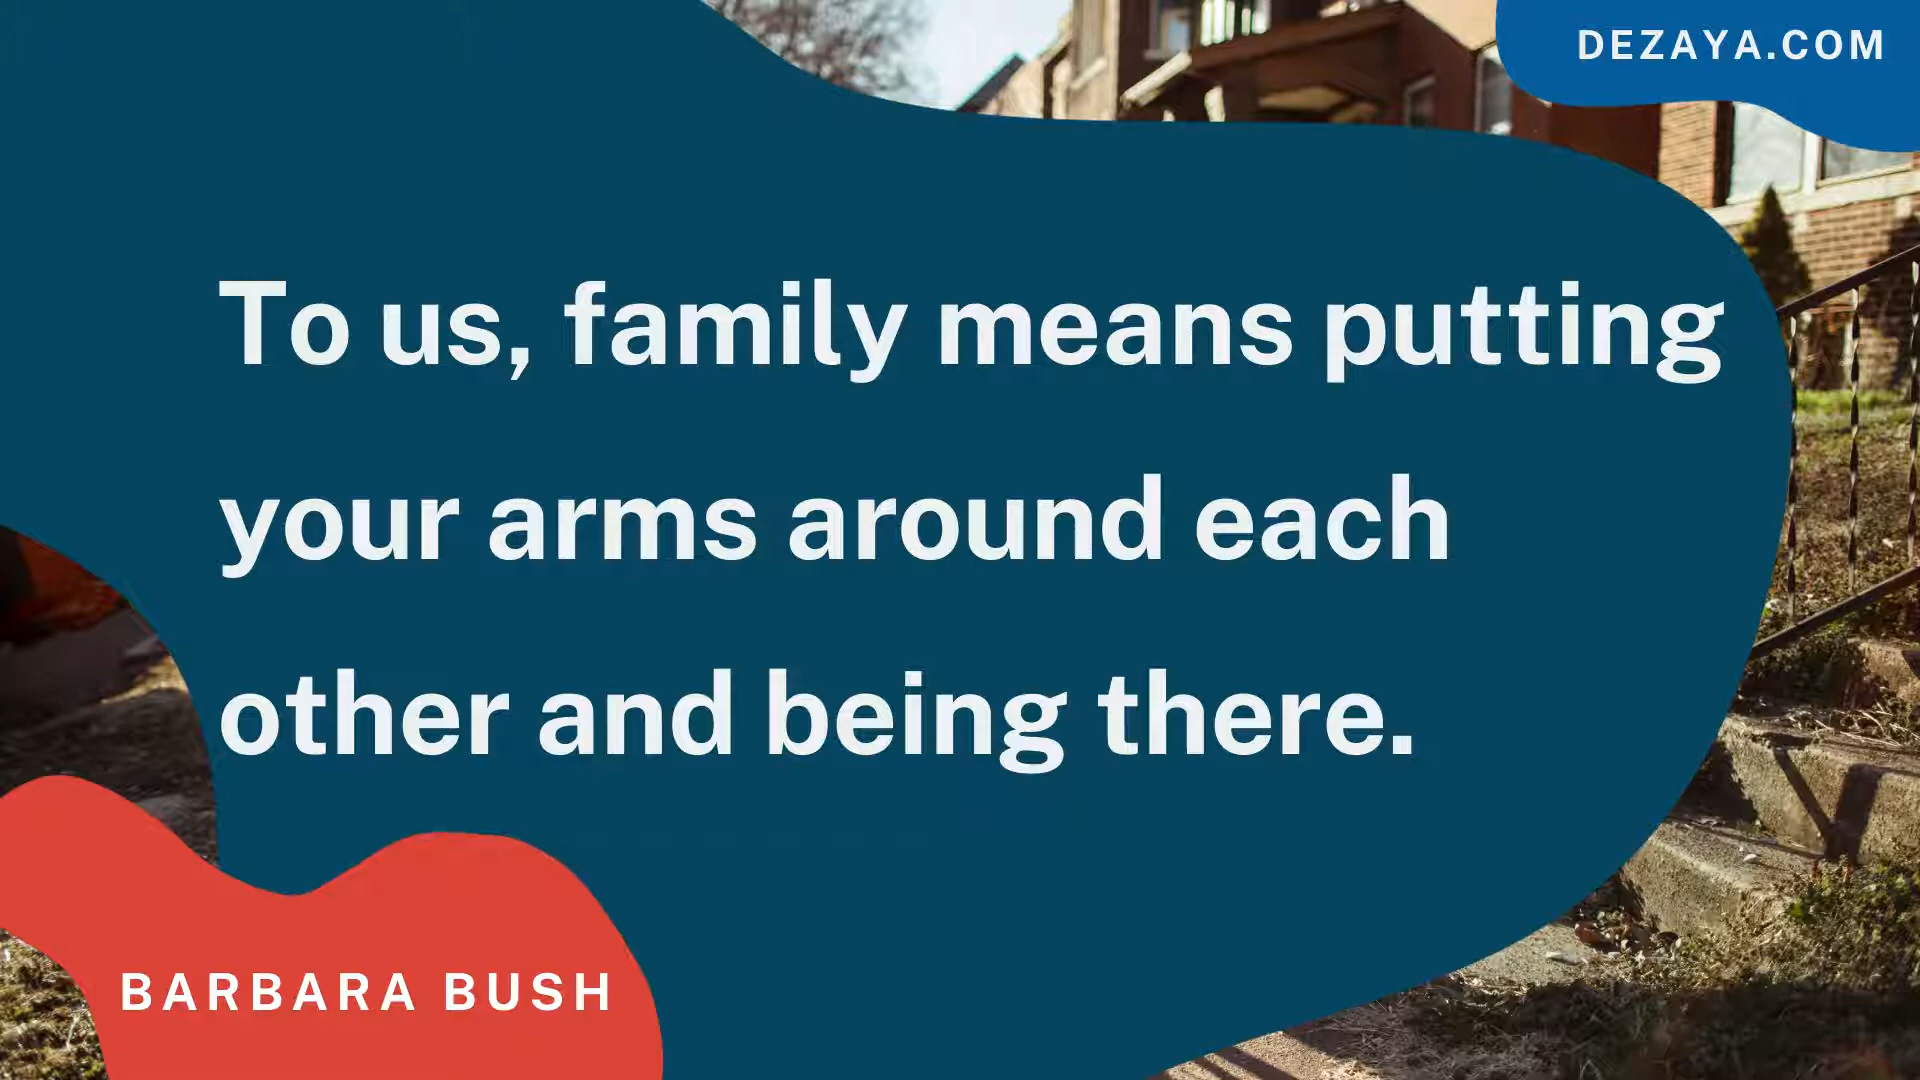 DEZAYA.COM
To us, family means putting
your arms around each
other and being there.
BARBARA BUSH